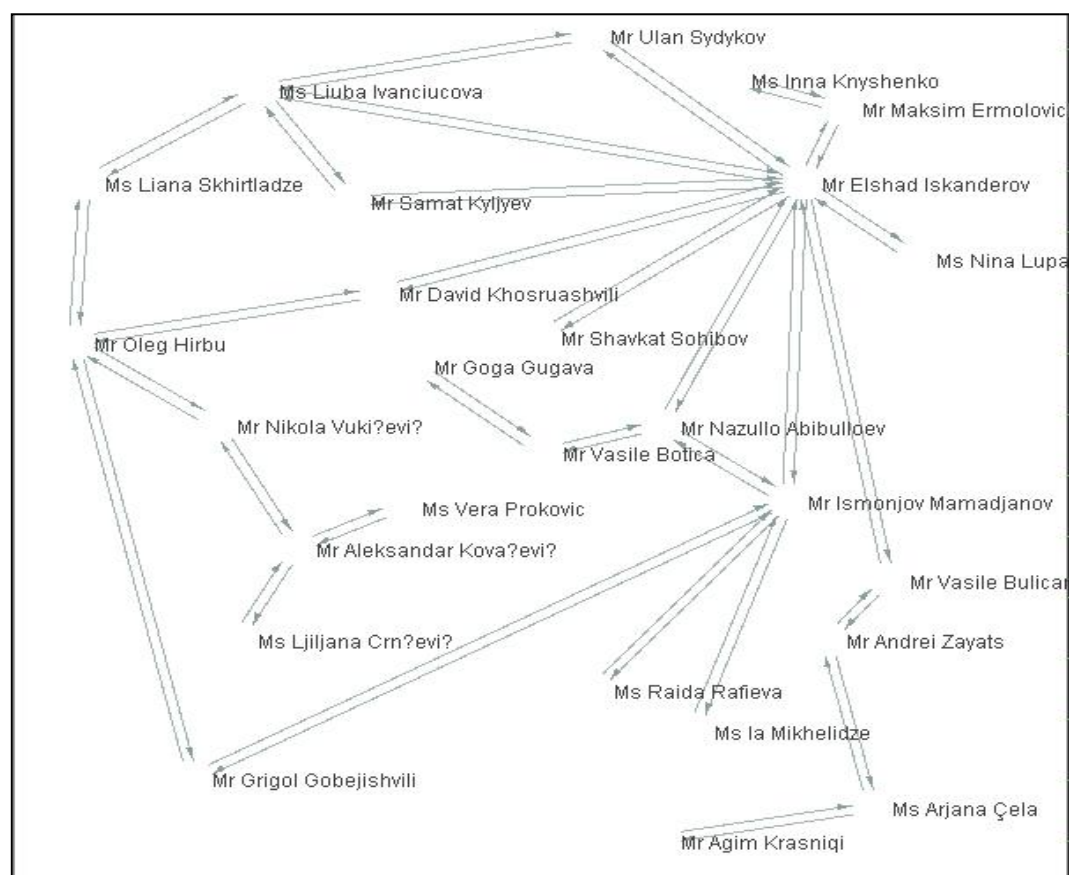 Mr Ulan Sydykov
Ms Inna Knyshenko
Ms Liuba Ivanciucova
Mr Maksim Ermolovic
Ms Liana Skhirtladze
Mr Elshad Iskanderov
Mr Samat Kyljyev
Ms Nina Lupa
Mr David Khosruashvili
Mr Shavkat Sohibov
Mr Oleg Hirbu
Mr Goga Gugava
Mr Nikola Vuki?evi?
Mr Nazullo Abibulloev
Mr Vasile Botica
Ms Vera Prokovic
Mr Ismonjov Mamadjanov
Mr Aleksandar Kova?evi?
Mr Vasile Bulicar
Ms Ljiljana Crn?evi?
Mr Andrei Zayats
Ms Raida Rafieva
Ms Ia Mikhelidze
Mr Grigol Gobejishvili
Ms Arjana Çela
Mr Agim Krasniqi